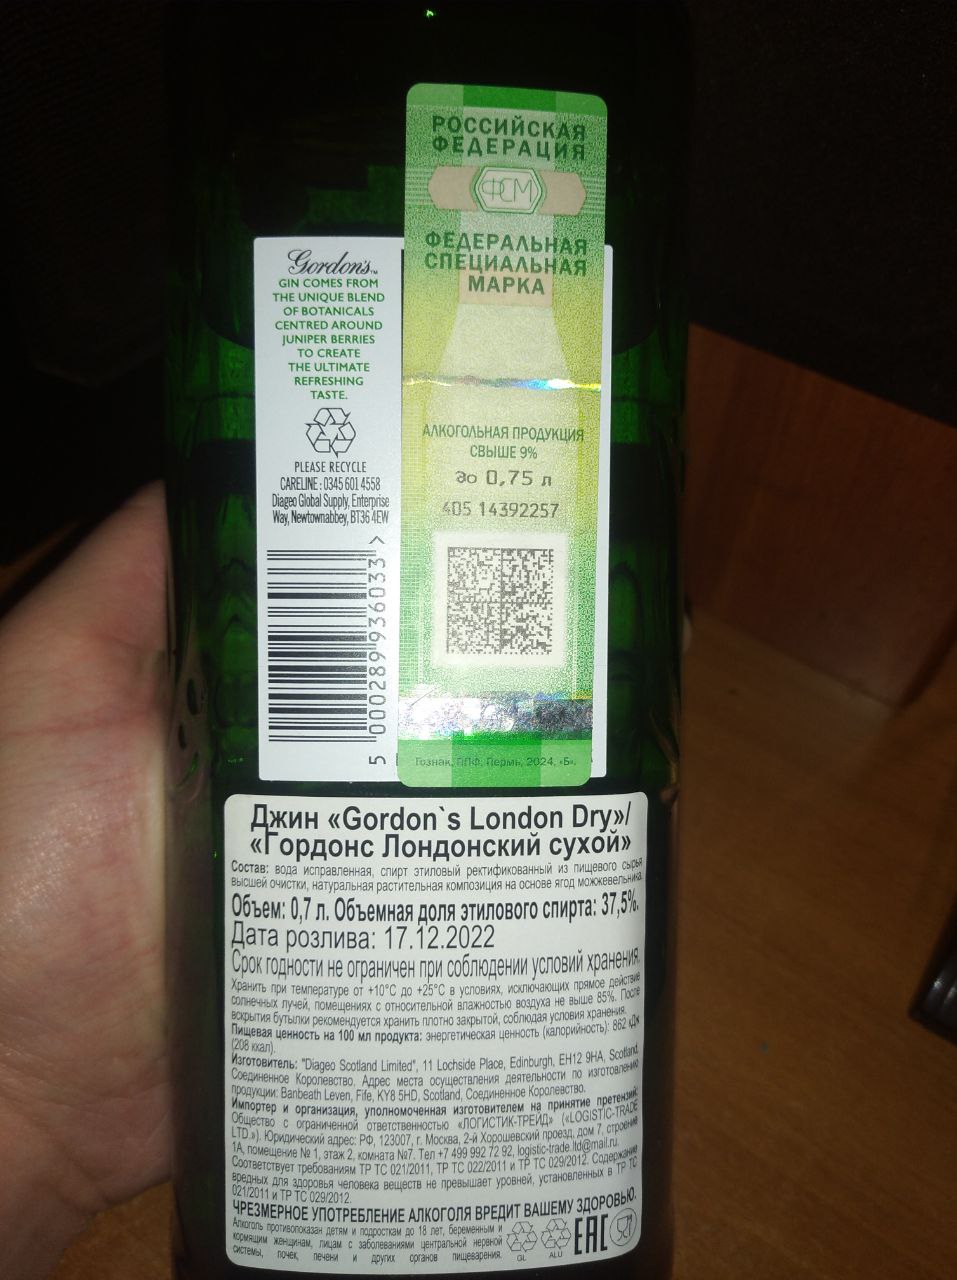 РОССИЙСКАЯ
ФЕДЕРАЦИЯ
ФСМ
ФЕДЕРАЛЬНАЯ
СПЕЦИАЛЬНАЯ
МАРКА
АЛКОГОЛЬНАЯ ПРОДУКЦИЯ
СВЫШЕ 9%
до 0,75 л
405 14392257
Гознак, ППФ, Пермь, 2024, «Б».
Gordon's™
GIN COMES FROM
THE UNIQUE BLEND
OF BOTANICALS
CENTRED AROUND
JUNIPER BERRIES
TO CREATE
THE ULTIMATE
REFRESHING
TASTE.
PLEASE RECYCLE
CARELINE : 0345 601 4558
Diageo Global Supply, Enterprise
Way, Newtownabbey, BT36 4EW
5 000289 936033 >
Джин «Gordon`s London Dry»/
«Гордонс Лондонский сухой»
Состав: вода исправленная, спирт этиловый ректификованный из пищевого сырья
высшей очистки, натуральная растительная композиция на основе ягод можжевельника.
Объем: 0,7 л. Объемная доля этилового спирта: 37,5%.
Дата розлива: 17.12.2022
Срок годности не ограничен при соблюдении условий хранения.
Хранить при температуре от +10°С до +25°С в условиях, исключающих прямое действие
солнечных лучей, помещениях с относительной влажностью воздуха не выше 85%. После
вскрытия бутылки рекомендуется хранить плотно закрытой, соблюдая условия хранения.
Пищевая ценность на 100 мл продукта: энергетическая ценность (калорийность): 862 кДж
(208 ккал).
Изготовитель: "Diageo Scotland Limited", 11 Lochside Place, Edinburgh, EH12 9HA, Scotland,
Соединенное Королевство. Адрес места осуществления деятельности по изготовлению
продукции: Banbeath Leven, Fife, KY8 5HD, Scotland, Соединенное Королевство.
Импортер и организация, уполномоченная изготовителем на принятие претензий:
Общество с ограниченной ответственностью «ЛОГИСТИК-ТРЕЙД» («LOGISTIC-TRADE
LTD.»). Юридический адрес: РФ, 123007, г. Москва, 2-й Хорошевский проезд, дом 7, строение
1А, помещение № 1, этаж 2, комната №7. Тел +7 499 992 72 92, logistic-trade.ltd@mail.ru.
Соответствует требованиям ТР ТС 021/2011, ТР ТС 022/2011 и ТР ТС 029/2012. Содержание
вредных для здоровья человека веществ не превышает уровней, установленных в ТР ТС
021/2011 и ТР ТС 029/2012.
ЧРЕЗМЕРНОЕ УПОТРЕБЛЕНИЕ АЛКОГОЛЯ ВРЕДИТ ВАШЕМУ ЗДОРОВЬЮ.
Алкоголь противопоказан детям и подросткам до 18 лет, беременным и
кормящим женщинам, лицам с заболеваниями центральной нервной
системы, почек, печени и других органов пищеварения.
GL
ALU
EAC